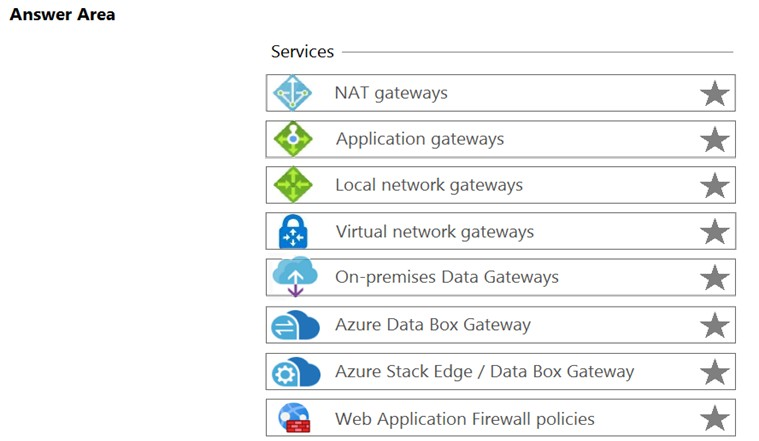 Answer Area
Services
NAT gateways
Application gateways
Local network gateways
Virtual network gateways
On-premises Data Gateways
Azure Data Box Gateway
Azure Stack Edge / Data Box Gateway
Web Application Firewall policies